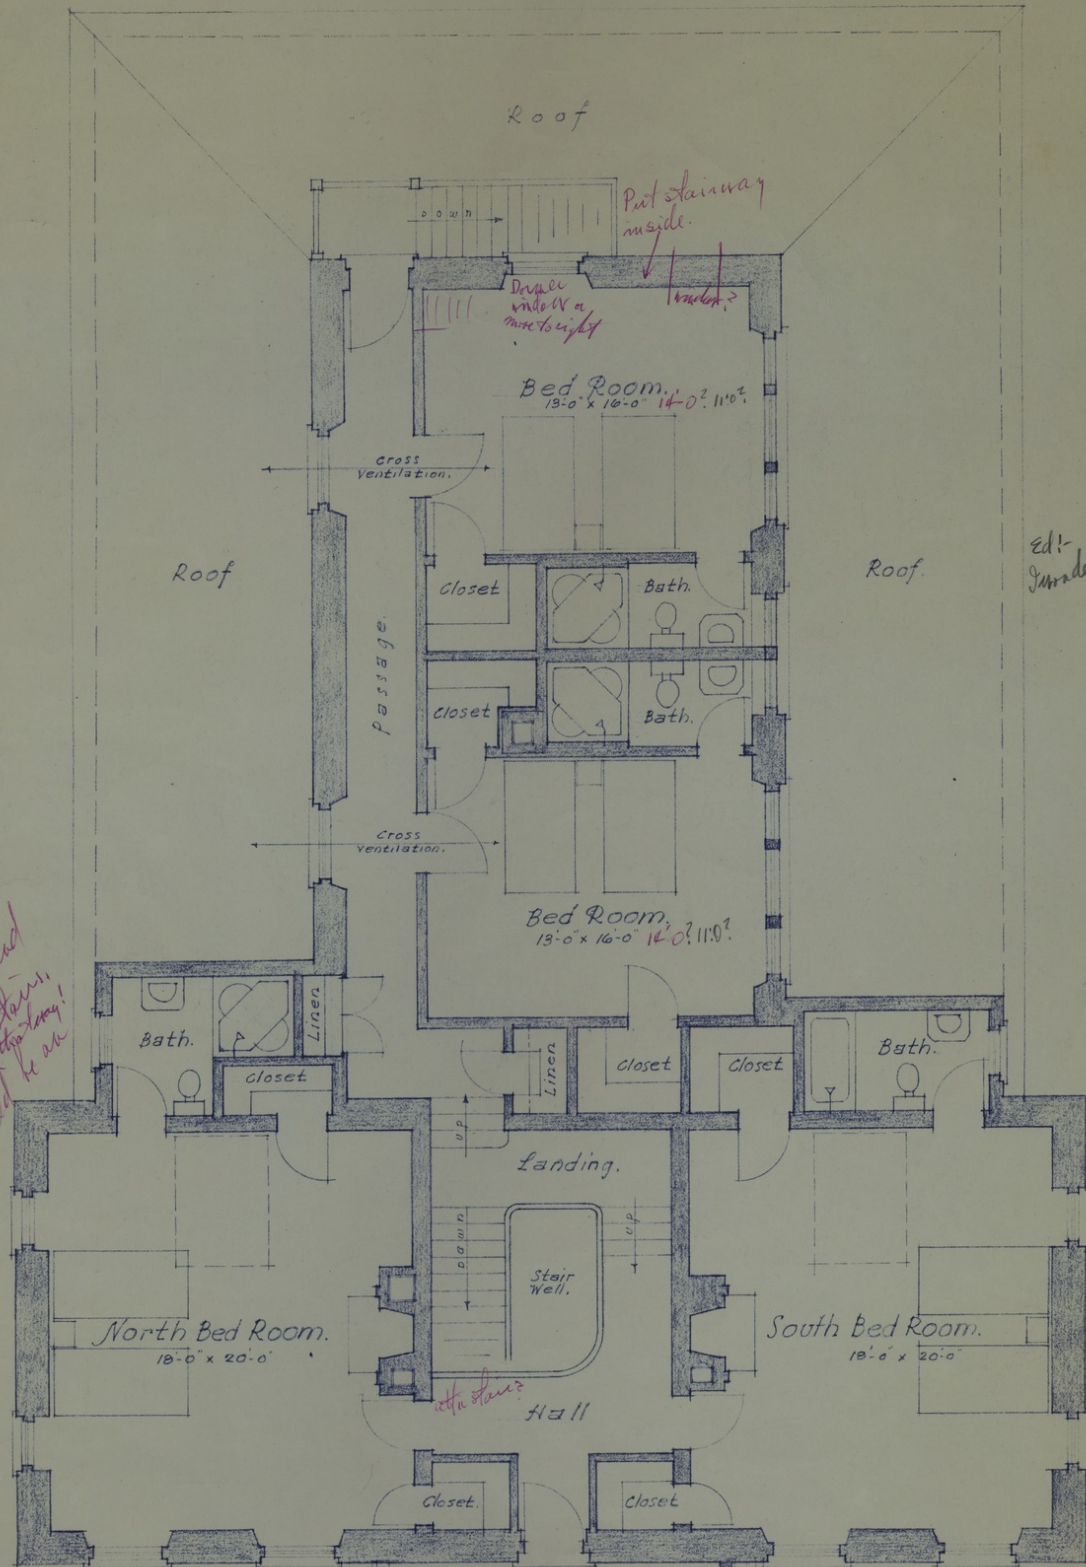 Roof
Put stairway
inside.
DOWN
window?
Bed Room.
13'-0" x 16'-0" 14'-0? 11'0?
Cross
Ventilation.
Roof
Roof.
Ed:-
Closet
Bath.
Passage.
Closet
Bath.
Cross
Ventilation.
Bed Room.
13'-0" x 16'-0" 14'-0? 11'0?
Bath.
Linen
Closet
Linen
Closet
Closet
Bath.
UP
Landing.
DOWN
UP
Stair
Well.
North Bed Room.
18'-0" x 20'-0"
South Bed Room.
18'-0" x 20'-0"
Hall
Closet.
Closet